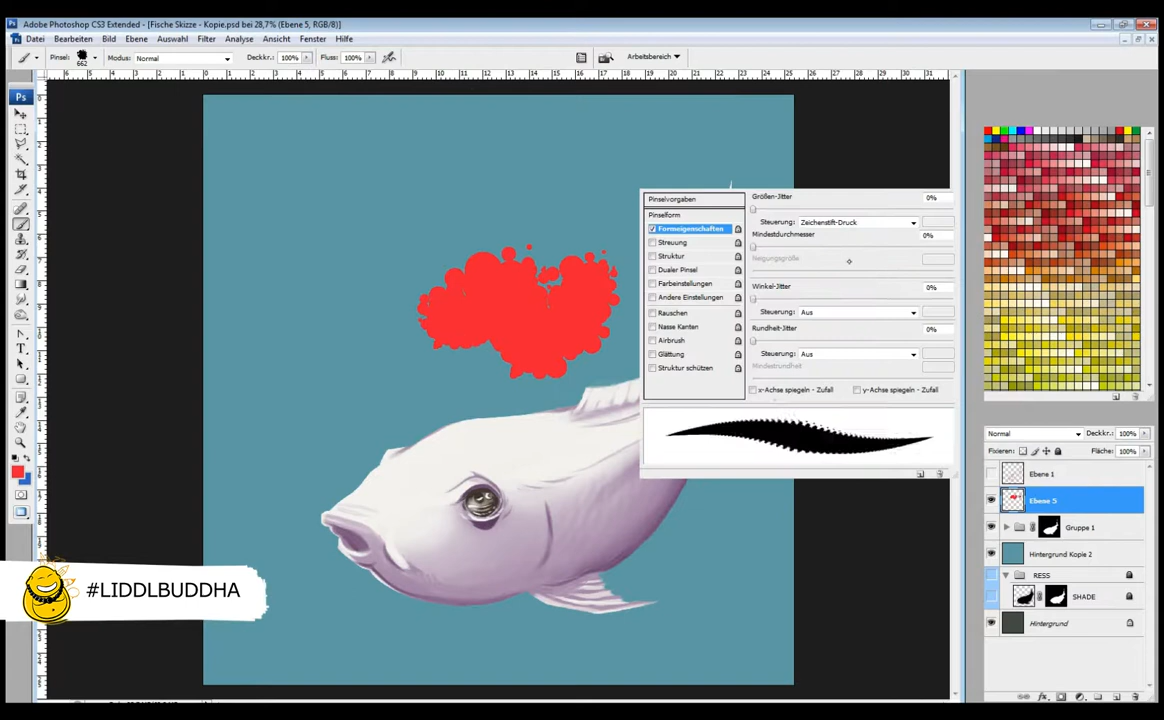 Adobe Photoshop CS3 Extended - [Fische Skizze - Kopie.psd bei 28,7% (Ebene 5, RGB/8)]
Datei Bearbeiten Bild Ebene Auswahl Filter Analyse Ansicht Fenster Hilfe
Pinsel: 662 Modus: Normal Deckkr.: 100% Fluss: 100% Arbeitsbereich
Ps
Pinselvorgaben
Pinselform
Formeigenschaften
Streuung
Struktur
Dualer Pinsel
Farbeinstellungen
Andere Einstellungen
Rauschen
Nasse Kanten
Airbrush
Glättung
Struktur schützen
Größen-Jitter 0%
Steuerung: Zeichenstift-Druck
Mindestdurchmesser 0%
Neigungsgröße
Winkel-Jitter 0%
Steuerung: Aus
Rundheit-Jitter 0%
Steuerung: Aus
Mindestrundheit
x-Achse spiegeln - Zufall y-Achse spiegeln - Zufall
Normal Deckkr.: 100%
Fixieren: Fläche: 100%
Ebene 1
Ebene 5
Gruppe 1
Hintergrund Kopie 2
RESS
SHADE
Hintergrund
#LIDDLBUDDHA